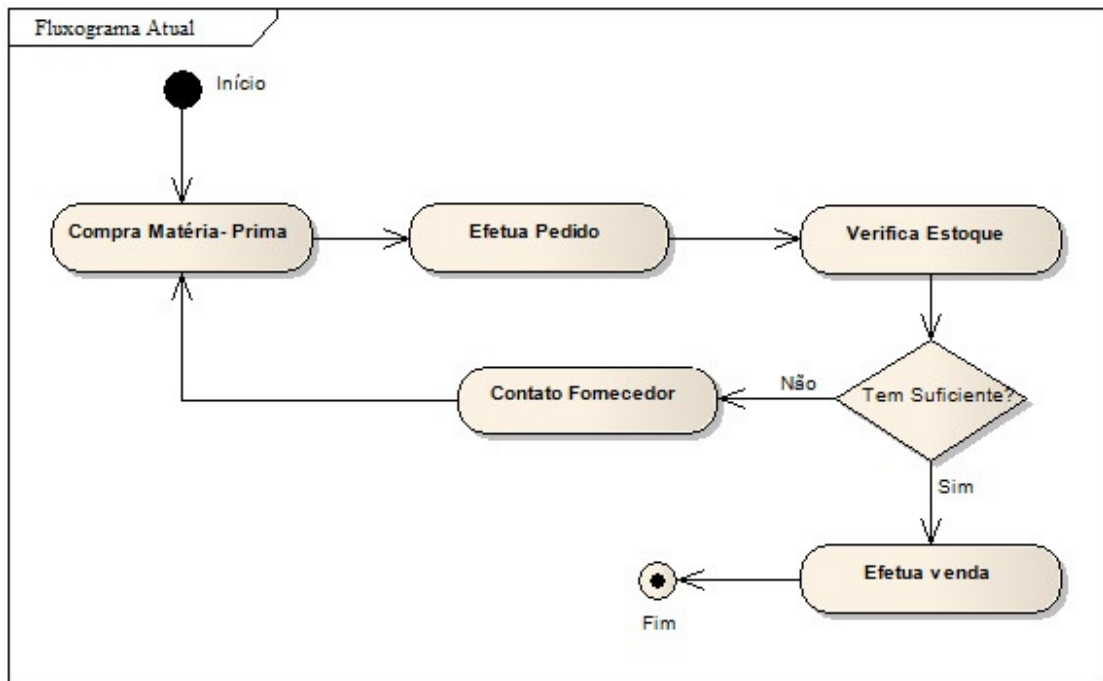 Fluxograma Atual
Início
Compra Matéria- Prima
Efetua Pedido
Verifica Estoque
Contato Fornecedor
Não
Tem Suficiente?
Sim
Efetua venda
Fim